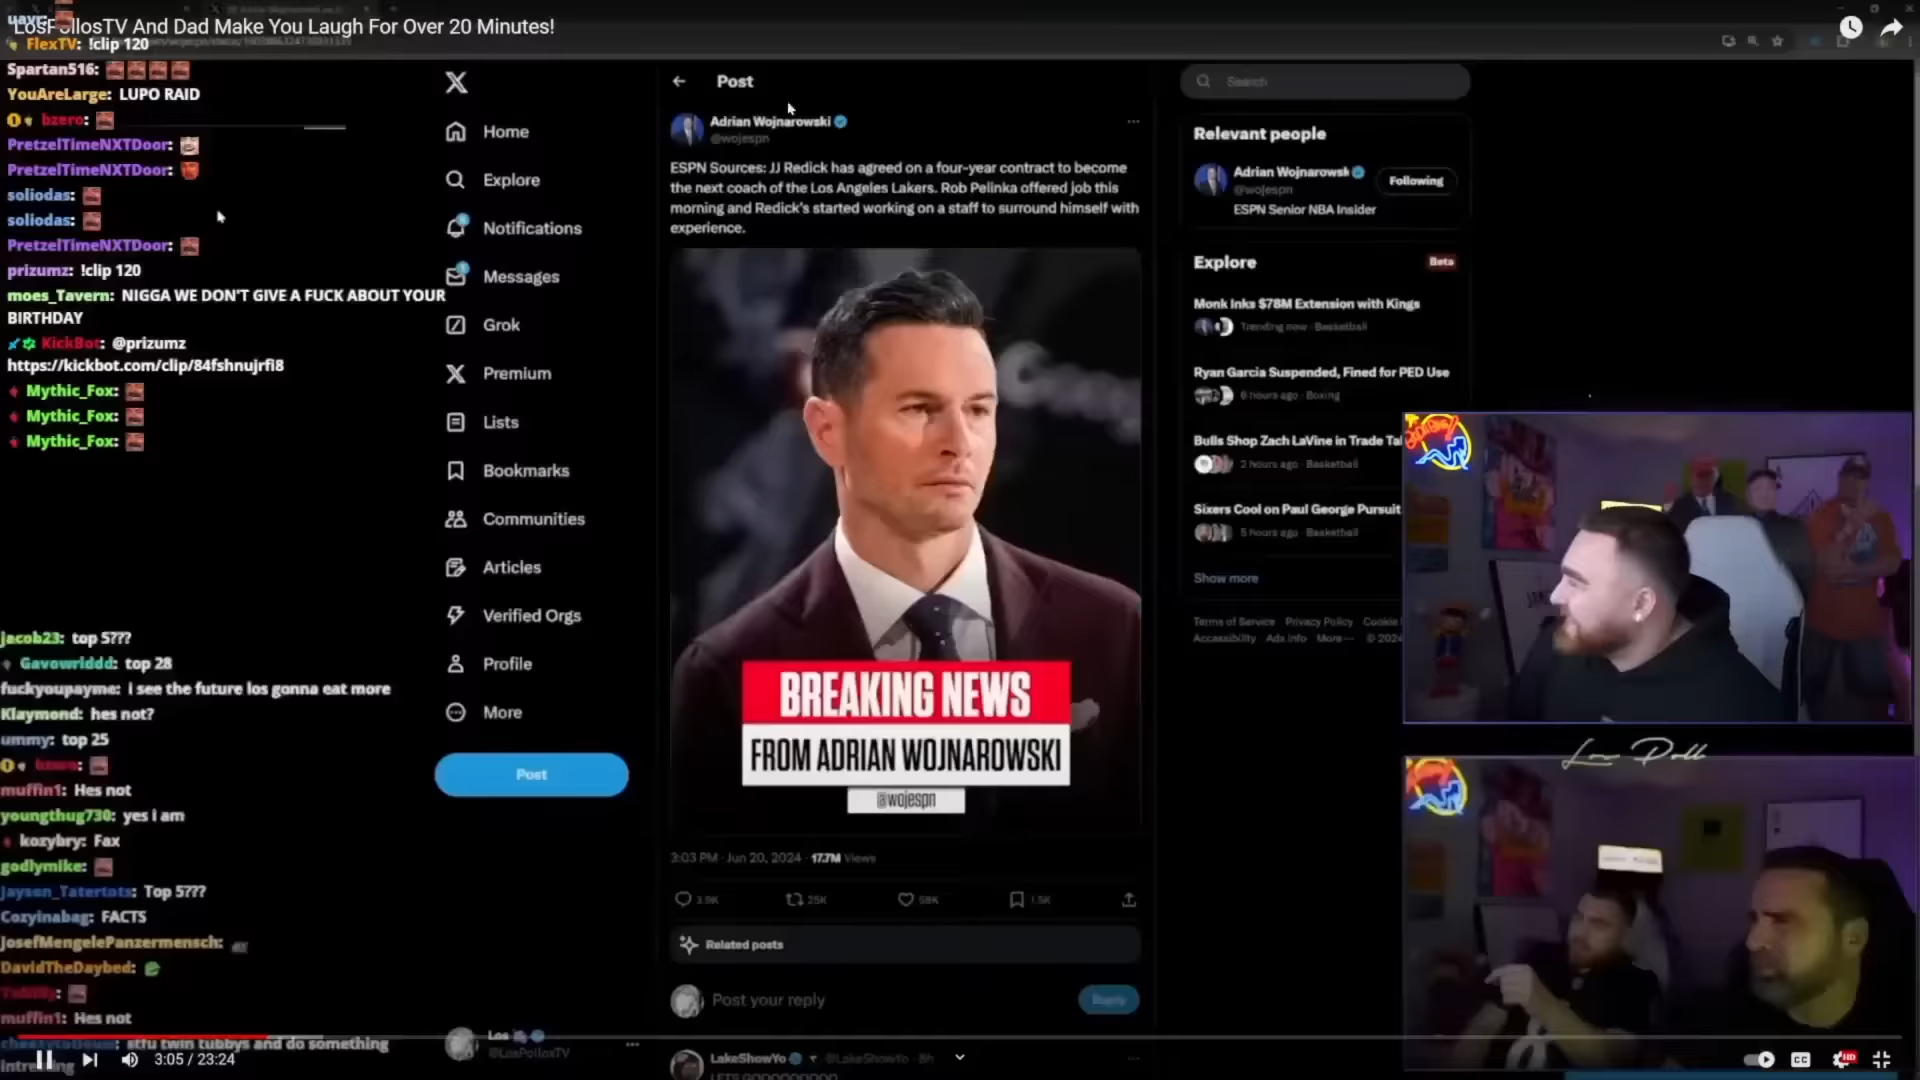 LosPollosTV And Dad Make You Laugh For Over 20 Minutes!
FlexTV: !clip 120
Spartan516:
YouAreLarge: LUPO RAID
bzero:
PretzelTimeNXTDoor:
PretzelTimeNXTDoor:
soliodas:
soliodas:
PretzelTimeNXTDoor:
prizumz: !clip 120
moes_Tavern: NIGGA WE DON'T GIVE A FUCK ABOUT YOUR
BIRTHDAY
KickBot: @prizumz
https://kickbot.com/clip/84fshnujrfi8
Mythic_Fox:
Mythic_Fox:
Mythic_Fox:
jacob23: top 5???
Gavowrlddd: top 28
fuckyoupayme: i see the future los gonna eat more
Klaymond: hes not?
ummy: top 25
bzero:
muffin1: Hes not
youngthug730: yes i am
kozybry: Fax
godlymike:
Jayson_Tatertots: Top 5???
Cozyinabag: FACTS
JosefMengelePanzermensch:
DavidTheDaybed:
muffin1: Hes not
stfu twin tubbys and do something
3:05 / 23:24
Home
Explore
Notifications
Messages
Grok
Premium
Lists
Bookmarks
Communities
Articles
Verified Orgs
Profile
More
Post
Los
@LosPollosTV
Post
Adrian Wojnarowski
@wojespn
ESPN Sources: JJ Redick has agreed on a four-year contract to become
the next coach of the Los Angeles Lakers. Rob Pelinka offered job this
morning and Redick's started working on a staff to surround himself with
experience.
BREAKING NEWS
FROM ADRIAN WOJNAROWSKI
@wojespn
3:03 PM · Jun 20, 2024 · 17.7M Views
3.9K
25K
58K
1.5K
Related posts
Post your reply
Reply
LakeShowYo @LakeShowYo · 8h
Search
Relevant people
Adrian Wojnarowski
@wojespn
Following
ESPN Senior NBA Insider
Explore
Beta
Monk Inks $78M Extension with Kings
Trending now · Basketball
Ryan Garcia Suspended, Fined for PED Use
6 hours ago · Boxing
Bulls Shop Zach LaVine in Trade Tal
2 hours ago · Basketball
Sixers Cool on Paul George Pursuit
5 hours ago · Basketball
Show more
Terms of Service Privacy Policy Cookie
Accessibility Ads info More ··· © 2024
CC
HD